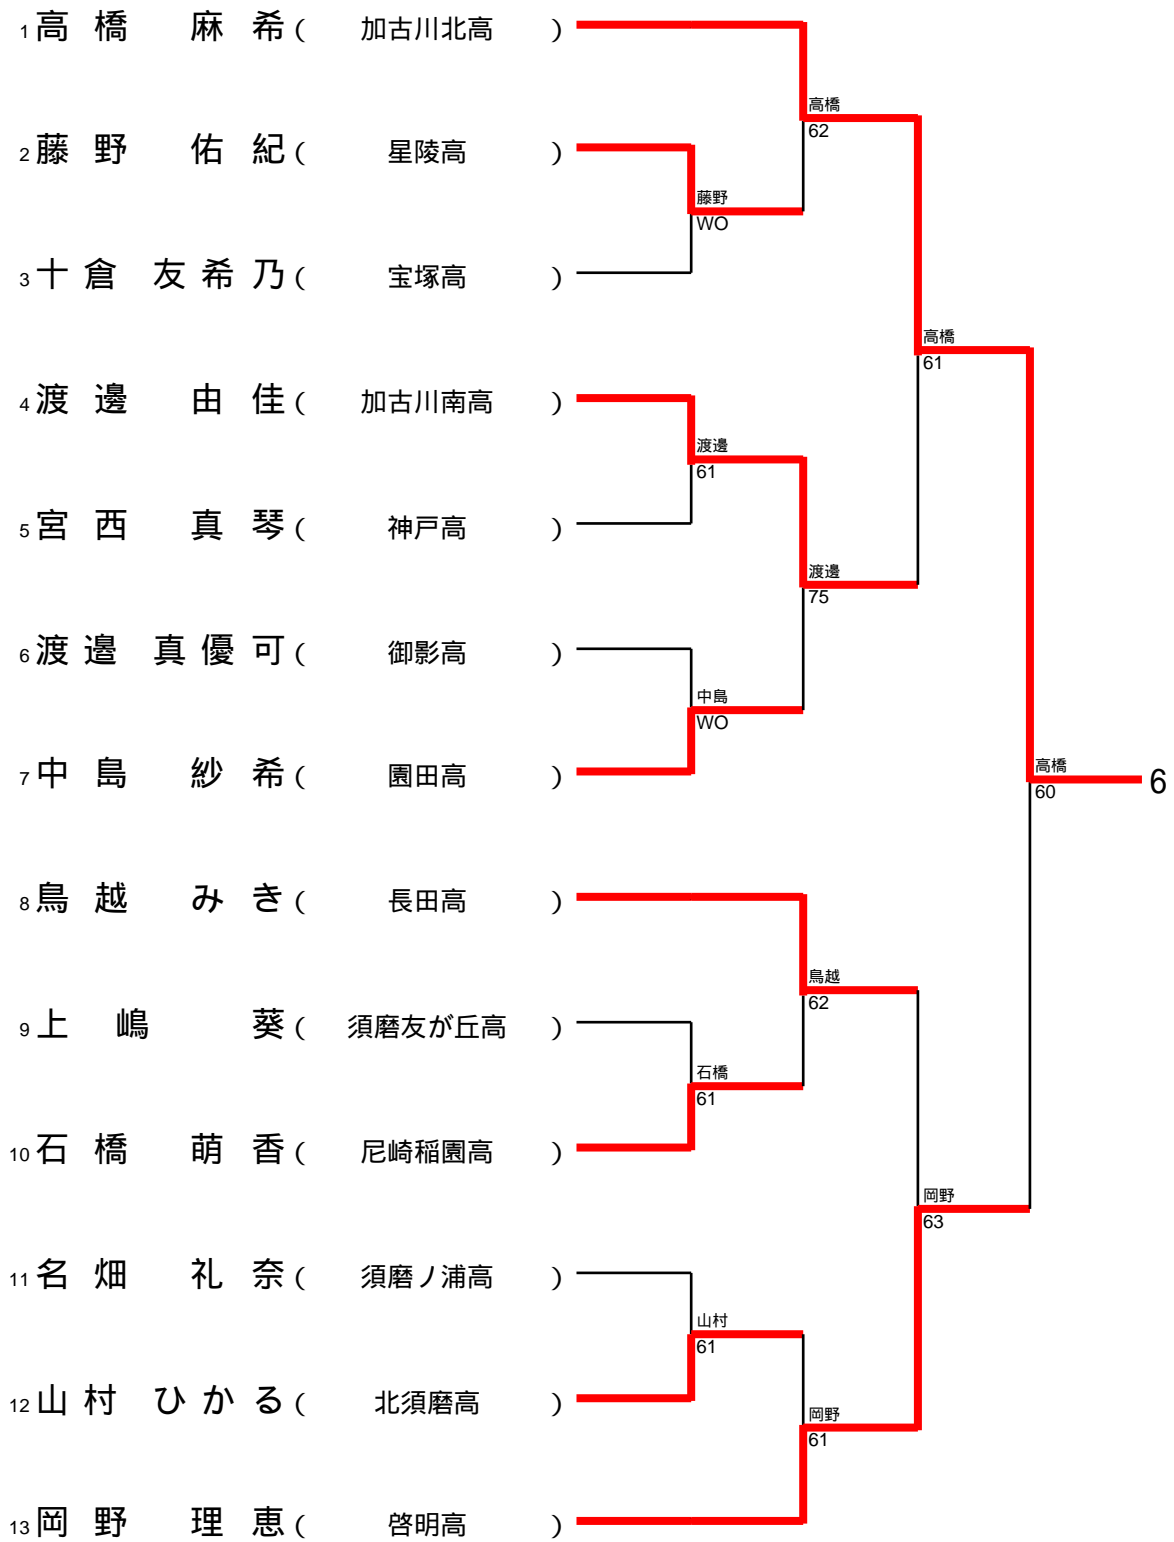 1 高橋 麻希 ( 加古川北高 )
高橋
62
2 藤野 佑紀 ( 星陵高 )
藤野
WO
3 十倉 友希乃 ( 宝塚高 )
高橋
61
4 渡邊 由佳 ( 加古川南高 )
渡邊
61
5 宮西 真琴 ( 神戸高 )
渡邊
75
6 渡邉 真優可 ( 御影高 )
中島
WO
7 中島 紗希 ( 園田高 )
高橋
60
6
8 鳥越 みき ( 長田高 )
鳥越
62
9 上嶋 葵 ( 須磨友が丘高 )
石橋
61
10 石橋 萌香 ( 尼崎稲園高 )
岡野
63
11 名畑 礼奈 ( 須磨ノ浦高 )
山村
61
12 山村 ひかる ( 北須磨高 )
岡野
61
13 岡野 理恵 ( 啓明高 )